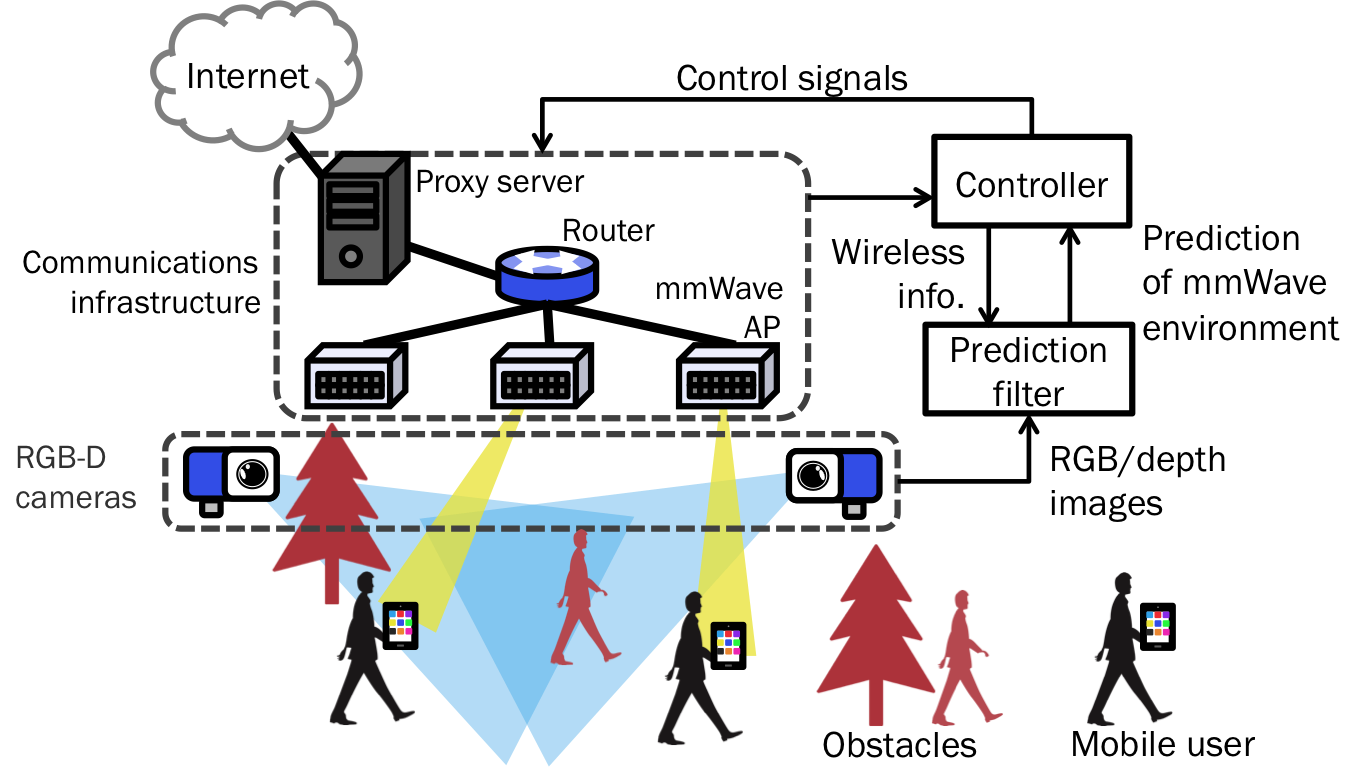 Internet
Control signals
Proxy server
Controller
Router
Communications
infrastructure
mmWave
AP
Wireless
info.
Prediction
of mmWave
environment
Prediction
filter
RGB-D
cameras
RGB/depth
images
Obstacles
Mobile user